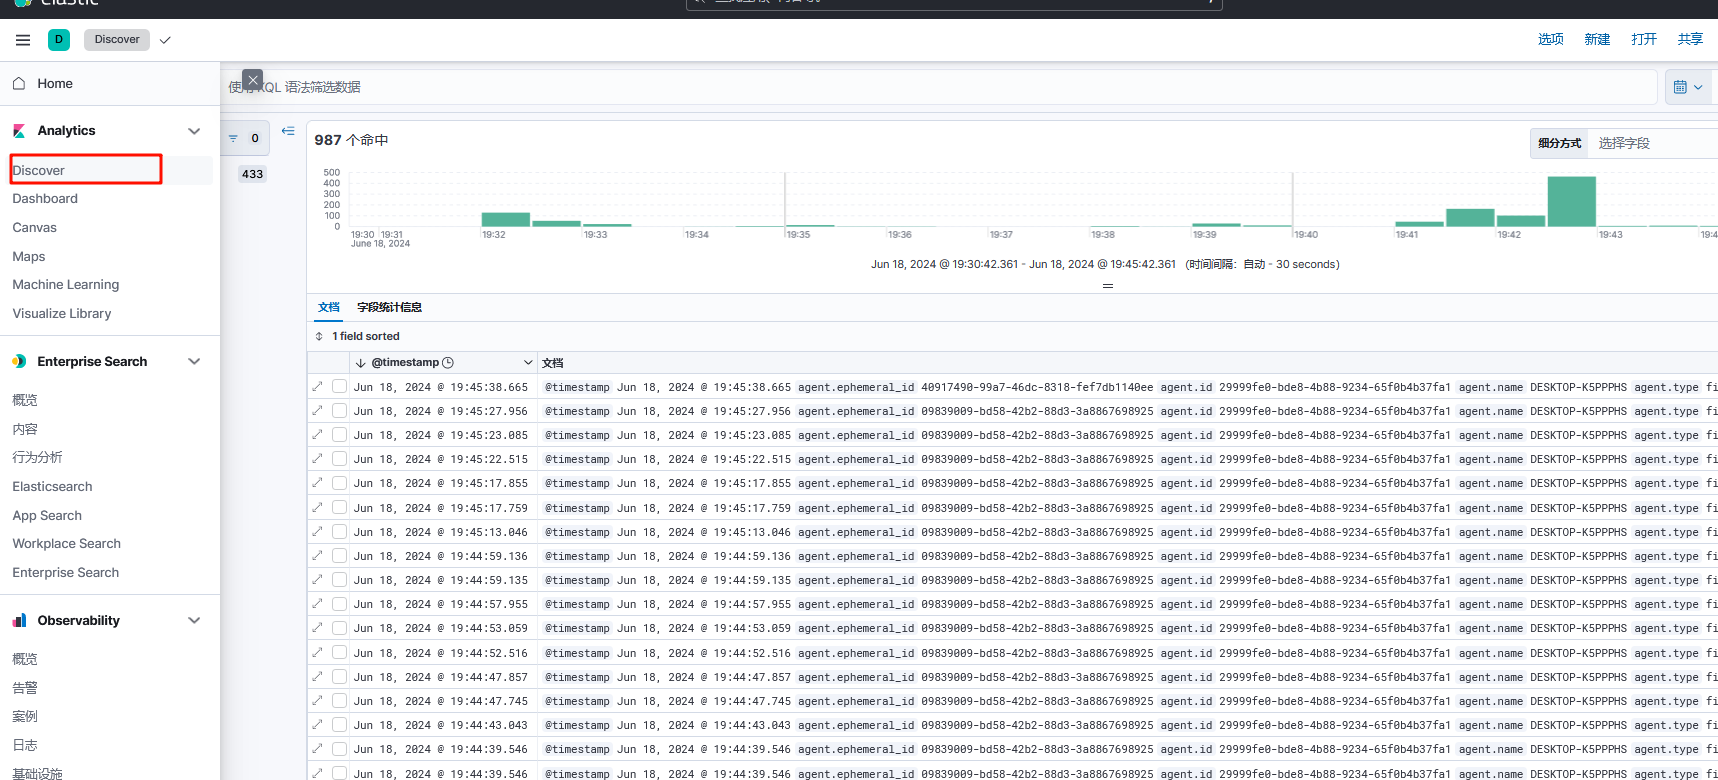 elastic
D Discover
选项 新建 打开 共享
Home
使用 KQL 语法筛选数据
Analytics
Discover
Dashboard
Canvas
Maps
Machine Learning
Visualize Library
Enterprise Search
概览
内容
行为分析
Elasticsearch
App Search
Workplace Search
Enterprise Search
Observability
概览
告警
案例
日志
基础设施
0
433
987 个命中
细分方式 选择字段
500
400
300
200
100
0
19:30 19:31 19:32 19:33 19:34 19:35 19:36 19:37 19:38 19:39 19:40 19:41 19:42 19:43
June 18, 2024
Jun 18, 2024 @ 19:30:42.361 - Jun 18, 2024 @ 19:45:42.361 （时间间隔：自动 - 30 seconds）
文档 字段统计信息
1 field sorted
@timestamp 文档
Jun 18, 2024 @ 19:45:38.665 @timestamp Jun 18, 2024 @ 19:45:38.665 agent.ephemeral_id 40917490-99a7-46dc-8318-fef7db1140ee agent.id 29999fe0-bde8-4b88-9234-65f0b4b37fa1 agent.name DESKTOP-K5PPPHS agent.type fi
Jun 18, 2024 @ 19:45:27.956 @timestamp Jun 18, 2024 @ 19:45:27.956 agent.ephemeral_id 09839009-bd58-42b2-88d3-3a8867698925 agent.id 29999fe0-bde8-4b88-9234-65f0b4b37fa1 agent.name DESKTOP-K5PPPHS agent.type fi
Jun 18, 2024 @ 19:45:23.085 @timestamp Jun 18, 2024 @ 19:45:23.085 agent.ephemeral_id 09839009-bd58-42b2-88d3-3a8867698925 agent.id 29999fe0-bde8-4b88-9234-65f0b4b37fa1 agent.name DESKTOP-K5PPPHS agent.type fi
Jun 18, 2024 @ 19:45:22.515 @timestamp Jun 18, 2024 @ 19:45:22.515 agent.ephemeral_id 09839009-bd58-42b2-88d3-3a8867698925 agent.id 29999fe0-bde8-4b88-9234-65f0b4b37fa1 agent.name DESKTOP-K5PPPHS agent.type fi
Jun 18, 2024 @ 19:45:17.855 @timestamp Jun 18, 2024 @ 19:45:17.855 agent.ephemeral_id 09839009-bd58-42b2-88d3-3a8867698925 agent.id 29999fe0-bde8-4b88-9234-65f0b4b37fa1 agent.name DESKTOP-K5PPPHS agent.type fi
Jun 18, 2024 @ 19:45:17.759 @timestamp Jun 18, 2024 @ 19:45:17.759 agent.ephemeral_id 09839009-bd58-42b2-88d3-3a8867698925 agent.id 29999fe0-bde8-4b88-9234-65f0b4b37fa1 agent.name DESKTOP-K5PPPHS agent.type fi
Jun 18, 2024 @ 19:45:13.046 @timestamp Jun 18, 2024 @ 19:45:13.046 agent.ephemeral_id 09839009-bd58-42b2-88d3-3a8867698925 agent.id 29999fe0-bde8-4b88-9234-65f0b4b37fa1 agent.name DESKTOP-K5PPPHS agent.type fi
Jun 18, 2024 @ 19:44:59.136 @timestamp Jun 18, 2024 @ 19:44:59.136 agent.ephemeral_id 09839009-bd58-42b2-88d3-3a8867698925 agent.id 29999fe0-bde8-4b88-9234-65f0b4b37fa1 agent.name DESKTOP-K5PPPHS agent.type fi
Jun 18, 2024 @ 19:44:59.135 @timestamp Jun 18, 2024 @ 19:44:59.135 agent.ephemeral_id 09839009-bd58-42b2-88d3-3a8867698925 agent.id 29999fe0-bde8-4b88-9234-65f0b4b37fa1 agent.name DESKTOP-K5PPPHS agent.type fi
Jun 18, 2024 @ 19:44:57.955 @timestamp Jun 18, 2024 @ 19:44:57.955 agent.ephemeral_id 09839009-bd58-42b2-88d3-3a8867698925 agent.id 29999fe0-bde8-4b88-9234-65f0b4b37fa1 agent.name DESKTOP-K5PPPHS agent.type fi
Jun 18, 2024 @ 19:44:53.059 @timestamp Jun 18, 2024 @ 19:44:53.059 agent.ephemeral_id 09839009-bd58-42b2-88d3-3a8867698925 agent.id 29999fe0-bde8-4b88-9234-65f0b4b37fa1 agent.name DESKTOP-K5PPPHS agent.type fi
Jun 18, 2024 @ 19:44:52.516 @timestamp Jun 18, 2024 @ 19:44:52.516 agent.ephemeral_id 09839009-bd58-42b2-88d3-3a8867698925 agent.id 29999fe0-bde8-4b88-9234-65f0b4b37fa1 agent.name DESKTOP-K5PPPHS agent.type fi
Jun 18, 2024 @ 19:44:47.857 @timestamp Jun 18, 2024 @ 19:44:47.857 agent.ephemeral_id 09839009-bd58-42b2-88d3-3a8867698925 agent.id 29999fe0-bde8-4b88-9234-65f0b4b37fa1 agent.name DESKTOP-K5PPPHS agent.type fi
Jun 18, 2024 @ 19:44:47.745 @timestamp Jun 18, 2024 @ 19:44:47.745 agent.ephemeral_id 09839009-bd58-42b2-88d3-3a8867698925 agent.id 29999fe0-bde8-4b88-9234-65f0b4b37fa1 agent.name DESKTOP-K5PPPHS agent.type fi
Jun 18, 2024 @ 19:44:43.043 @timestamp Jun 18, 2024 @ 19:44:43.043 agent.ephemeral_id 09839009-bd58-42b2-88d3-3a8867698925 agent.id 29999fe0-bde8-4b88-9234-65f0b4b37fa1 agent.name DESKTOP-K5PPPHS agent.type fi
Jun 18, 2024 @ 19:44:39.546 @timestamp Jun 18, 2024 @ 19:44:39.546 agent.ephemeral_id 09839009-bd58-42b2-88d3-3a8867698925 agent.id 29999fe0-bde8-4b88-9234-65f0b4b37fa1 agent.name DESKTOP-K5PPPHS agent.type fi
Jun 18, 2024 @ 19:44:39.546 @timestamp Jun 18, 2024 @ 19:44:39.546 agent.ephemeral_id 09839009-bd58-42b2-88d3-3a8867698925 agent.id 29999fe0-bde8-4b88-9234-65f0b4b37fa1 agent.name DESKTOP-K5PPPHS agent.type fi